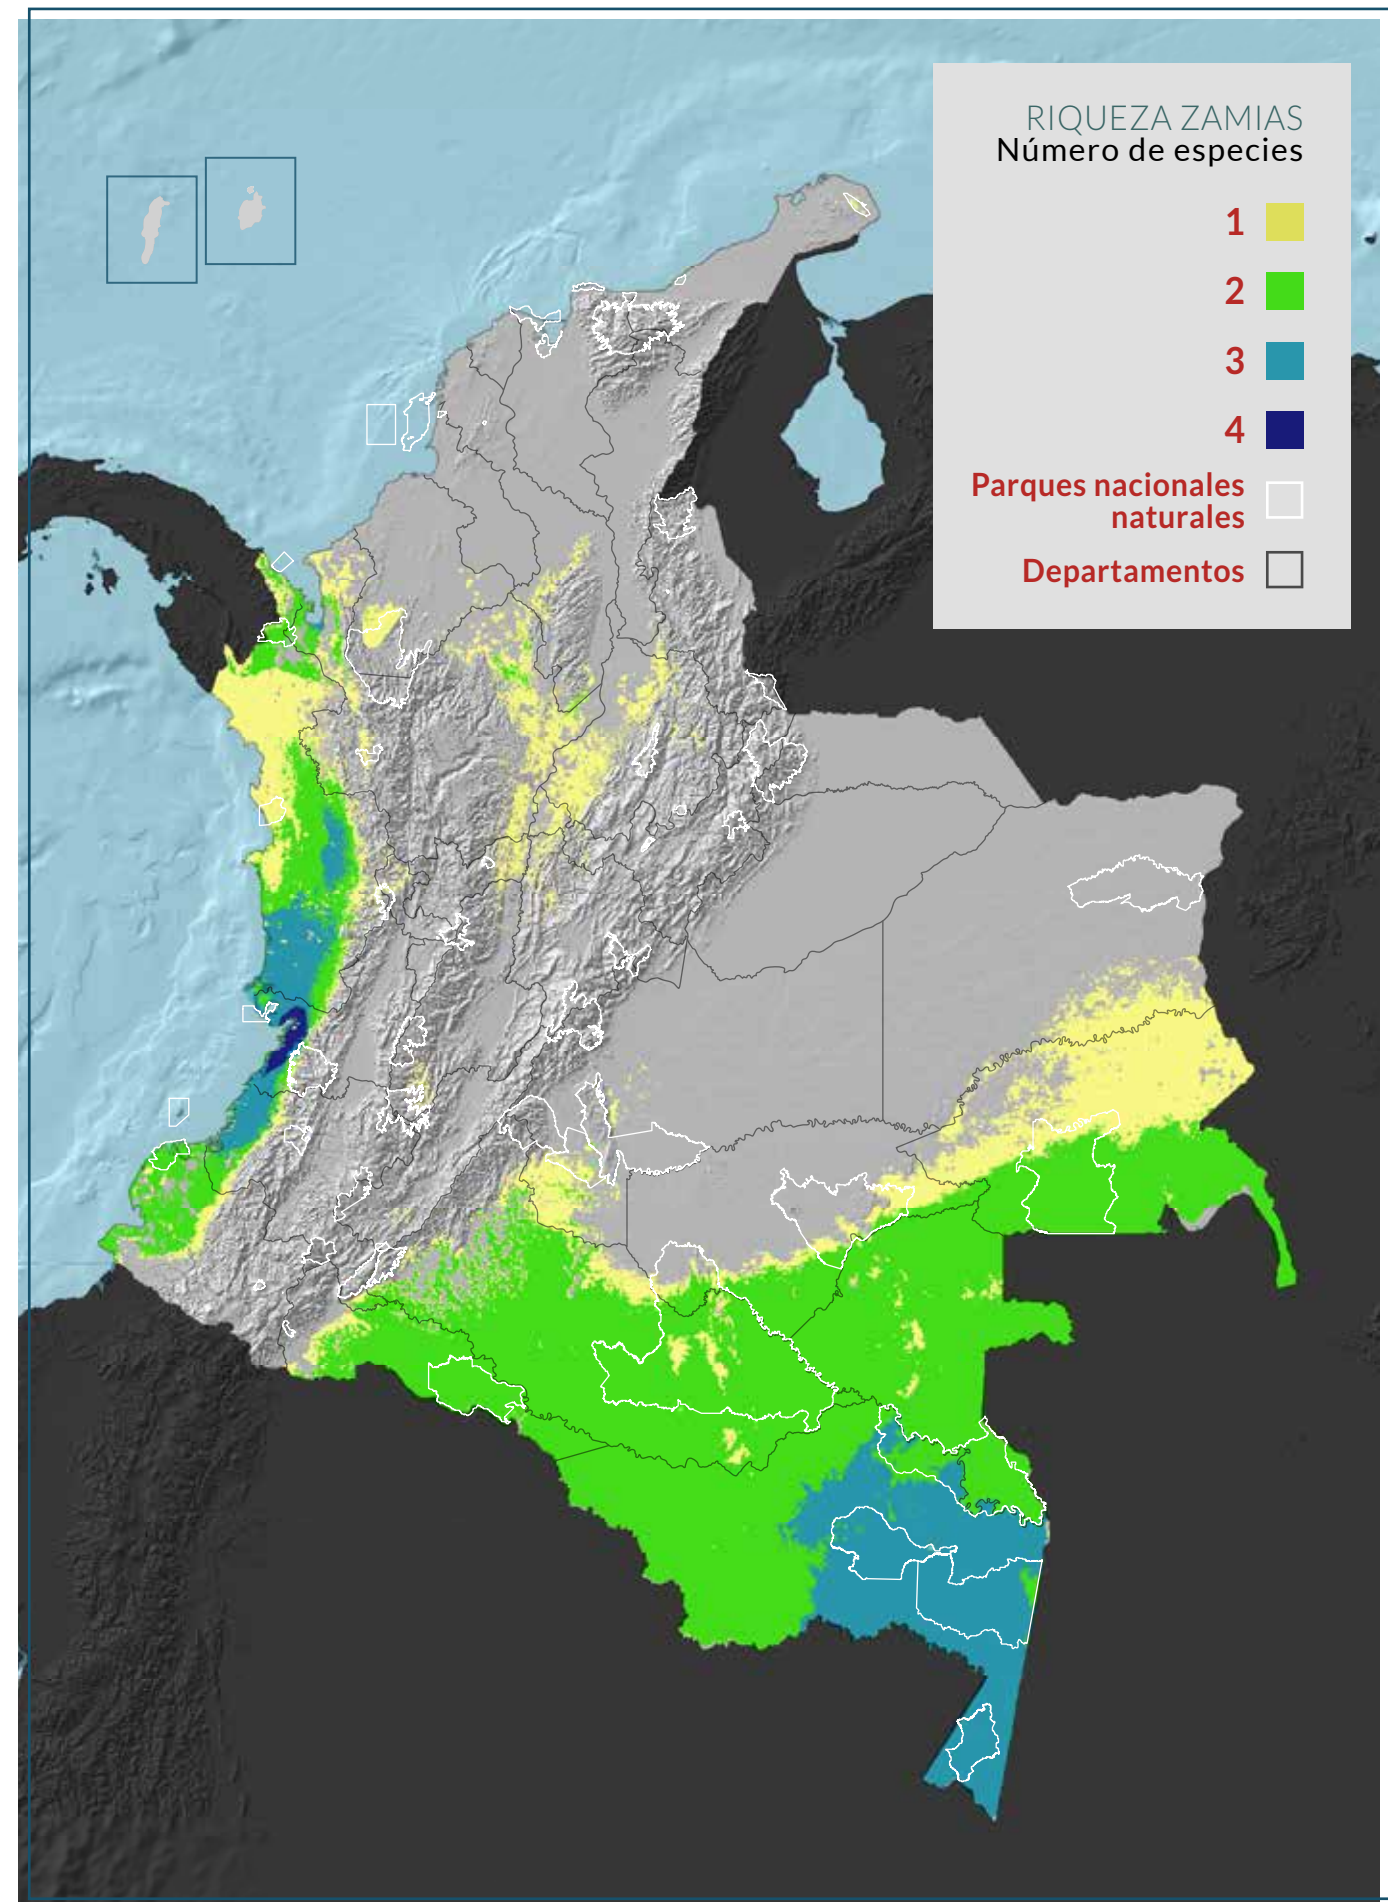 RIQUEZA ZAMIAS
Número de especies
1
2
3
4
Parques nacionales
naturales
Departamentos